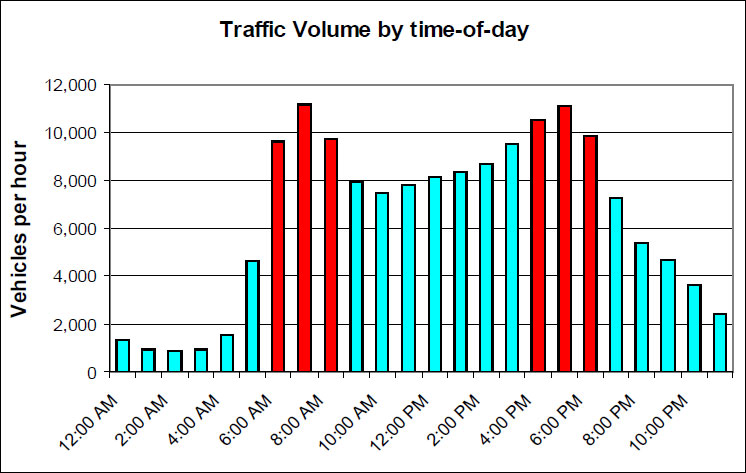 Traffic Volume by time-of-day
Vehicles per hour
12,000
10,000
8,000
6,000
4,000
2,000
0
12:00 AM
2:00 AM
4:00 AM
6:00 AM
8:00 AM
10:00 AM
12:00 PM
2:00 PM
4:00 PM
6:00 PM
8:00 PM
10:00 PM